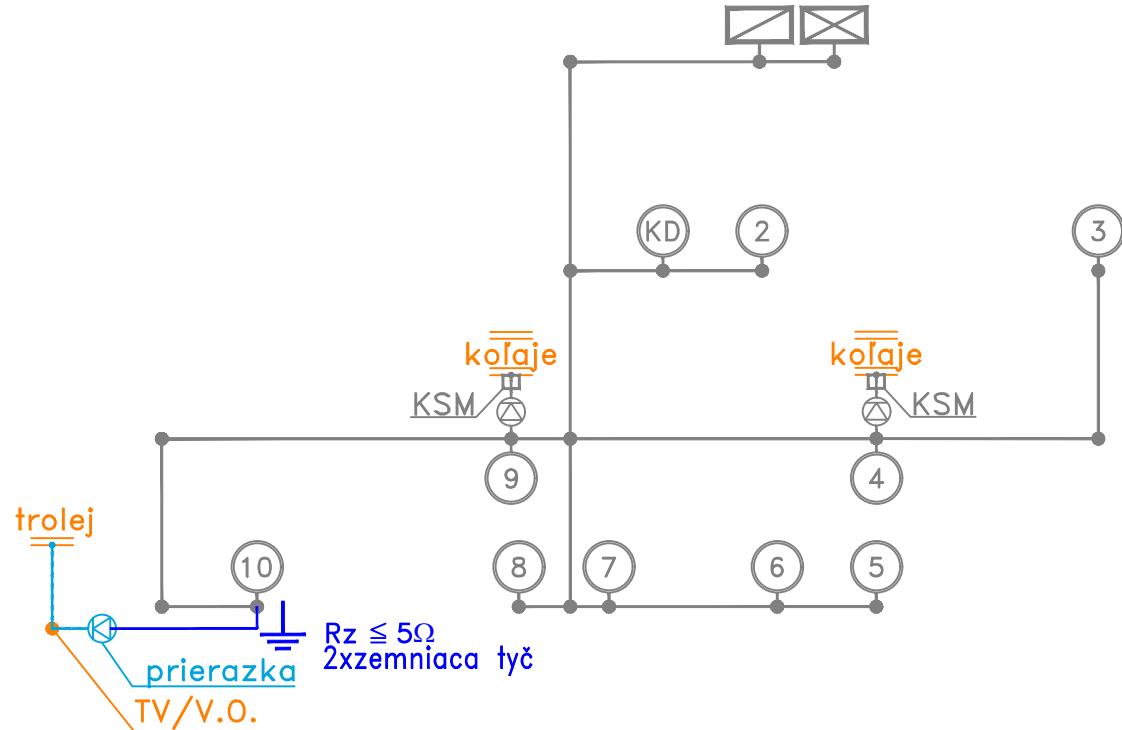 KD 2 3
koľaje koľaje
KSM KSM
9 4
trolej
10 8 7 6 5
Rz ≦ 5Ω
2xzemniaca tyč
prierazka
TV/V.O.